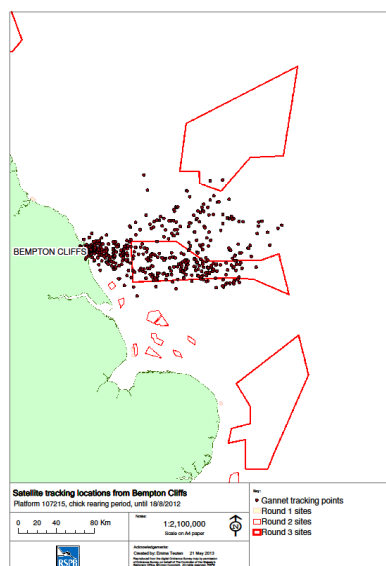 BEMPTON CLIFFS
Satellite tracking locations from Bempton Cliffs
Platform 107215, chick rearing period, until 18/8/2012
0 20 40 80 Km
Notes:
1:2,100,000
Scale on A4 paper
Acknowledgements:
Created by: Emma Teuten 21 May 2013
RSPB
Key:
Gannet tracking points
Round 1 sites
Round 2 sites
Round 3 sites